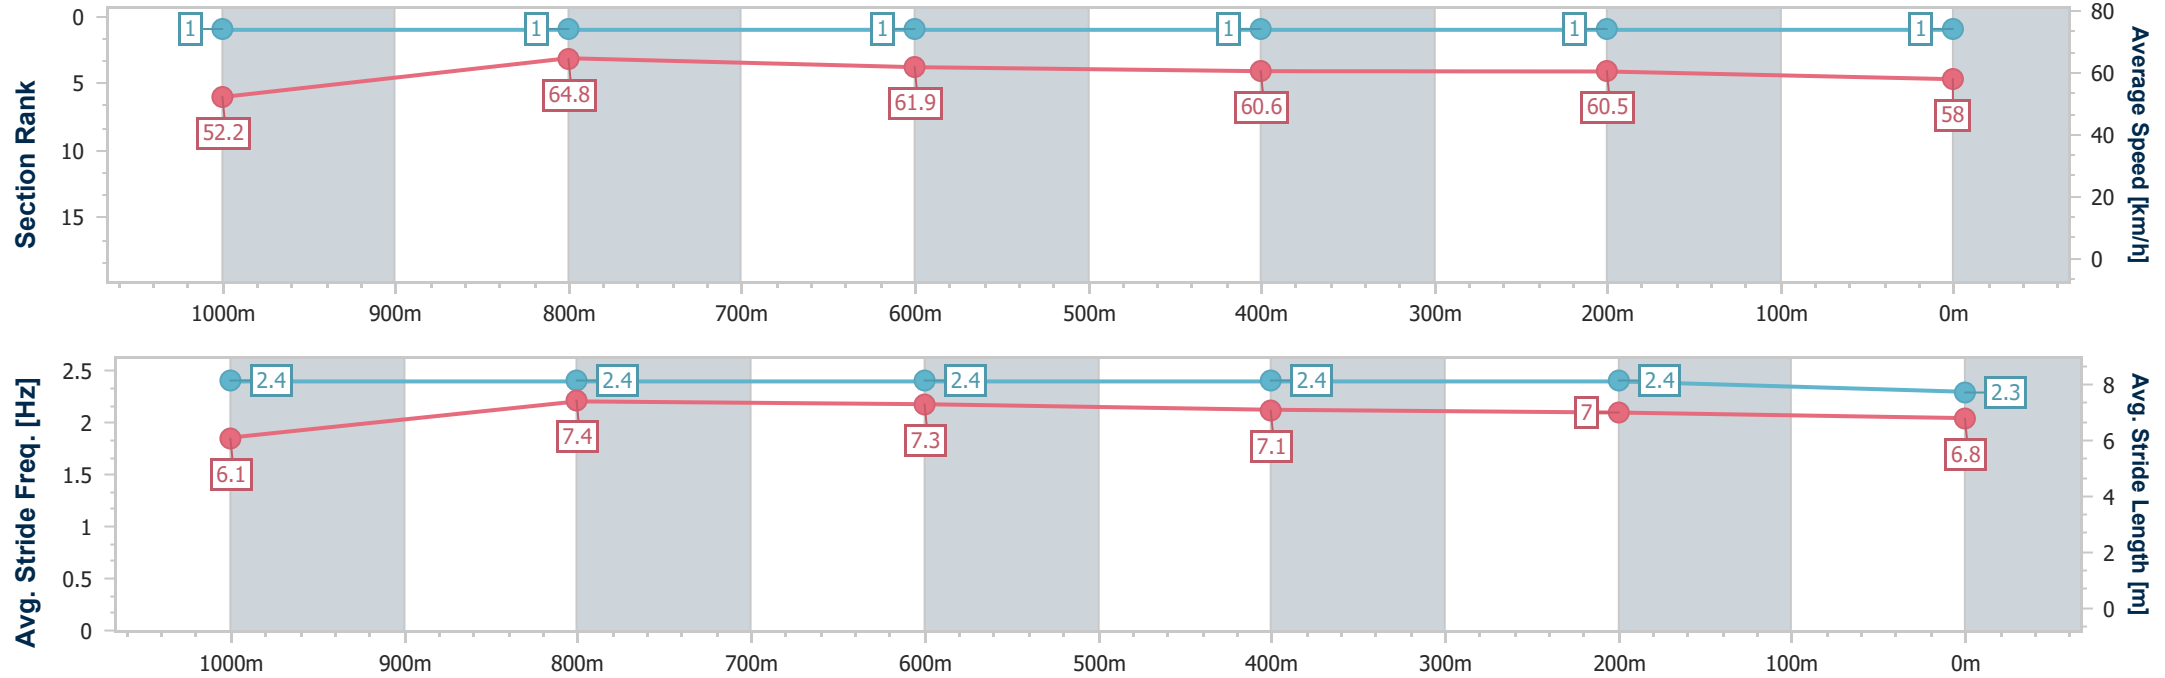 Section Rank
0
5
10
15
1
1
1
1
1
1
52.2
64.8
61.9
60.6
60.5
58
80
60
40
20
0
Average Speed [km/h]
1000m
900m
800m
700m
600m
500m
400m
300m
200m
100m
0m
Avg. Stride Freq. [Hz]
2.5
2
1.5
1
0.5
0
2.4
2.4
2.4
2.4
2.4
2.3
6.1
7.4
7.3
7.1
7
6.8
8
6
4
2
0
Avg. Stride Length [m]
1000m
900m
800m
700m
600m
500m
400m
300m
200m
100m
0m